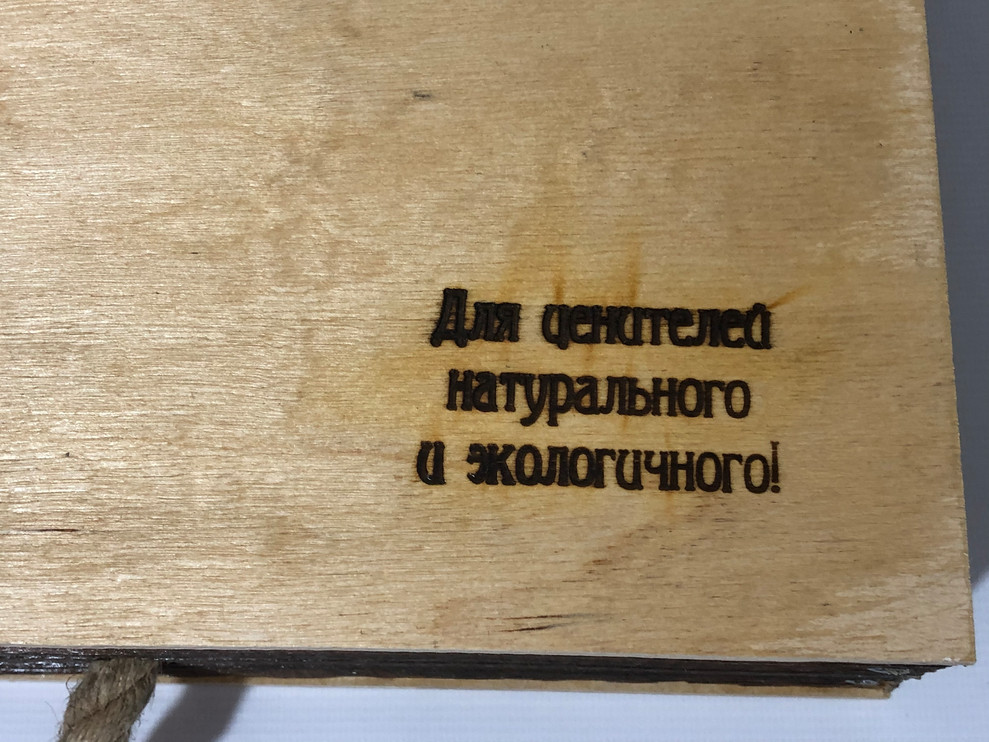 Для ценителей
натурального
и экологичного!